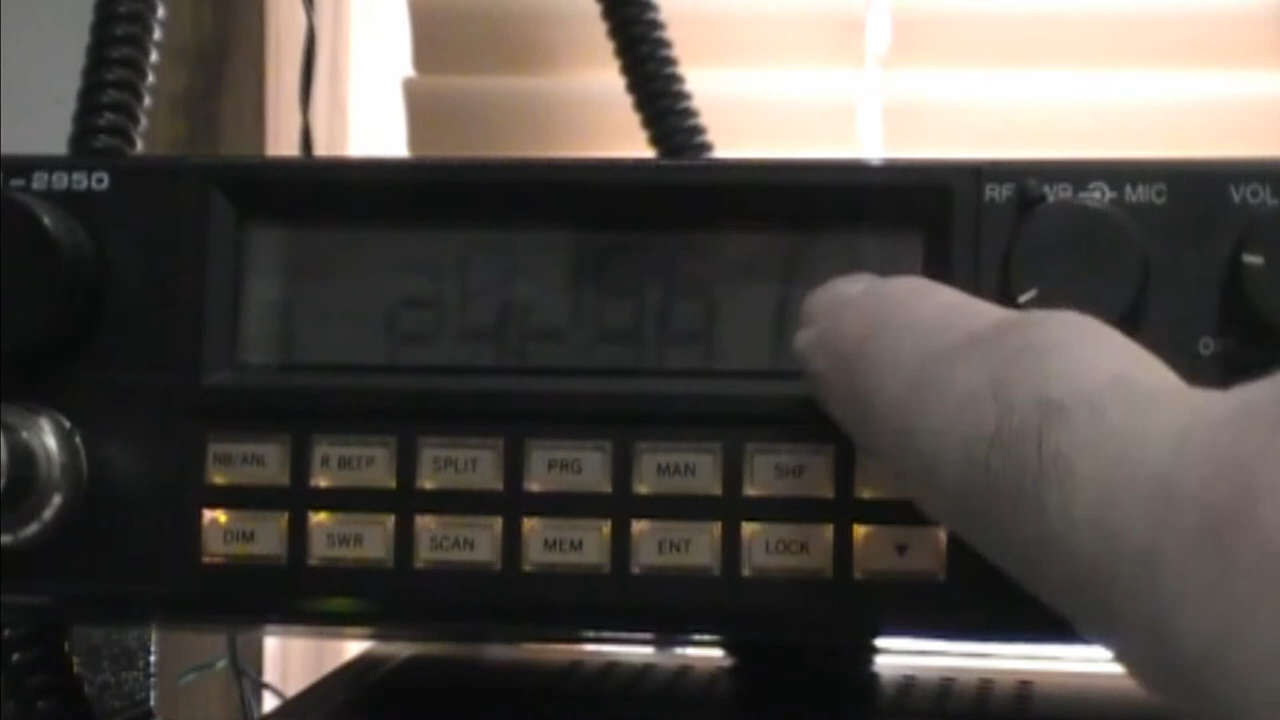 -2950
RF PWR MIC
VOL
NB/ANL R BEEP SPLIT PRG MAN SHF
DIM SWR SCAN MEM ENT LOCK ▼